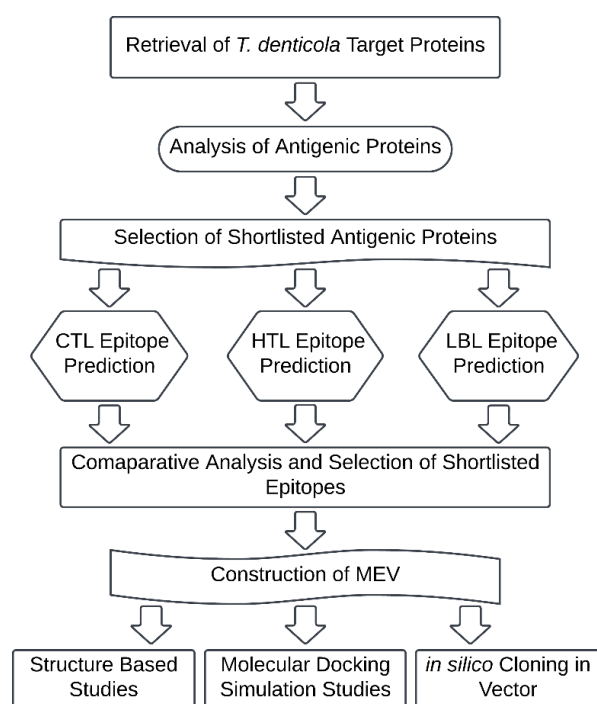 Retrieval of T. denticola Target Proteins
Analysis of Antigenic Proteins
Selection of Shortlisted Antigenic Proteins
CTL Epitope
Prediction
HTL Epitope
Prediction
LBL Epitope
Prediction
Comaparative Analysis and Selection of Shortlisted
Epitopes
Construction of MEV
Structure Based
Studies
Molecular Docking
Simulation Studies
in silico Cloning in
Vector